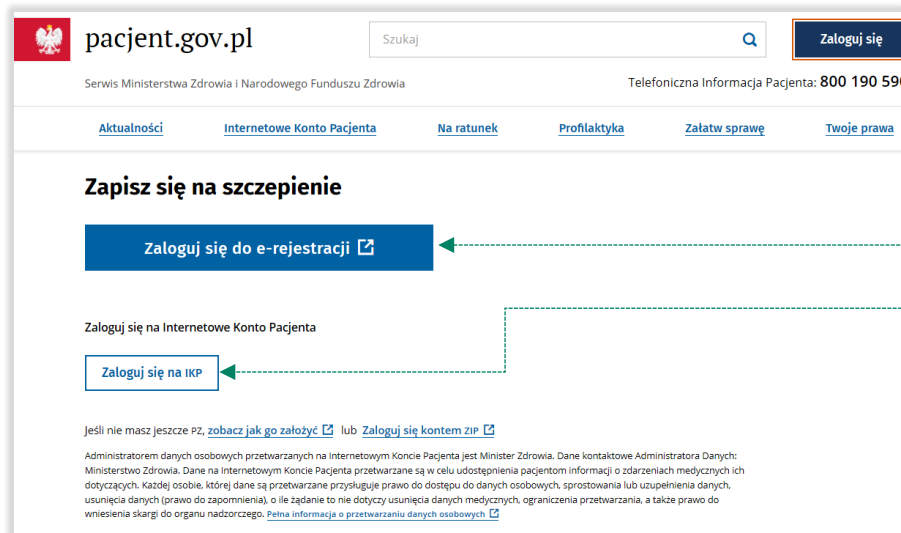 pacjent.gov.pl
Szukaj
Zaloguj się
Serwis Ministerstwa Zdrowia i Narodowego Funduszu Zdrowia
Telefoniczna Informacja Pacjenta: 800 190 590
Aktualności Internetowe Konto Pacjenta Na ratunek Profilaktyka Załatw sprawę Twoje prawa
Zapisz się na szczepienie
Zaloguj się do e-rejestracji
Zaloguj się na Internetowe Konto Pacjenta
Zaloguj się na IKP
Jeśli nie masz jeszcze PZ, zobacz jak go założyć lub Zaloguj się kontem ZIP
Administratorem danych osobowych przetwarzanych na Internetowym Koncie Pacjenta jest Minister Zdrowia. Dane kontaktowe Administratora Danych:
Ministerstwo Zdrowia. Dane na Internetowym Koncie Pacjenta przetwarzane są w celu udostępnienia pacjentom informacji o zdarzeniach medycznych ich
dotyczących. Każdej osobie, której dane są przetwarzane przysługuje prawo do dostępu do danych osobowych, sprostowania lub uzupełnienia danych,
usunięcia danych (prawo do zapomnienia), o ile żądanie to nie dotyczy usunięcia danych medycznych, ograniczenia przetwarzania, a także prawo do
wniesienia skargi do organu nadzorczego. Pełna informacja o przetwarzaniu danych osobowych